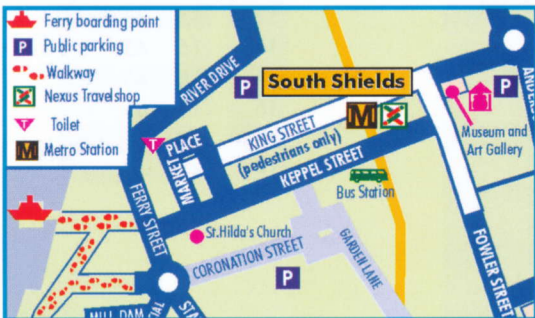 Ferry boarding point
P Public parking
Walkway
Nexus Travelshop
T Toilet
M Metro Station
RIVER DRIVE
P
South Shields
P
M
KING STREET
(pedestrians only)
MARKET PLACE
T
KEPPEL STREET
Museum and
Art Gallery
Bus Station
FERRY STREET
St.Hilda's Church
CORONATION STREET
GARDEN LANE
FOWLER STREET
P
MILL DAM